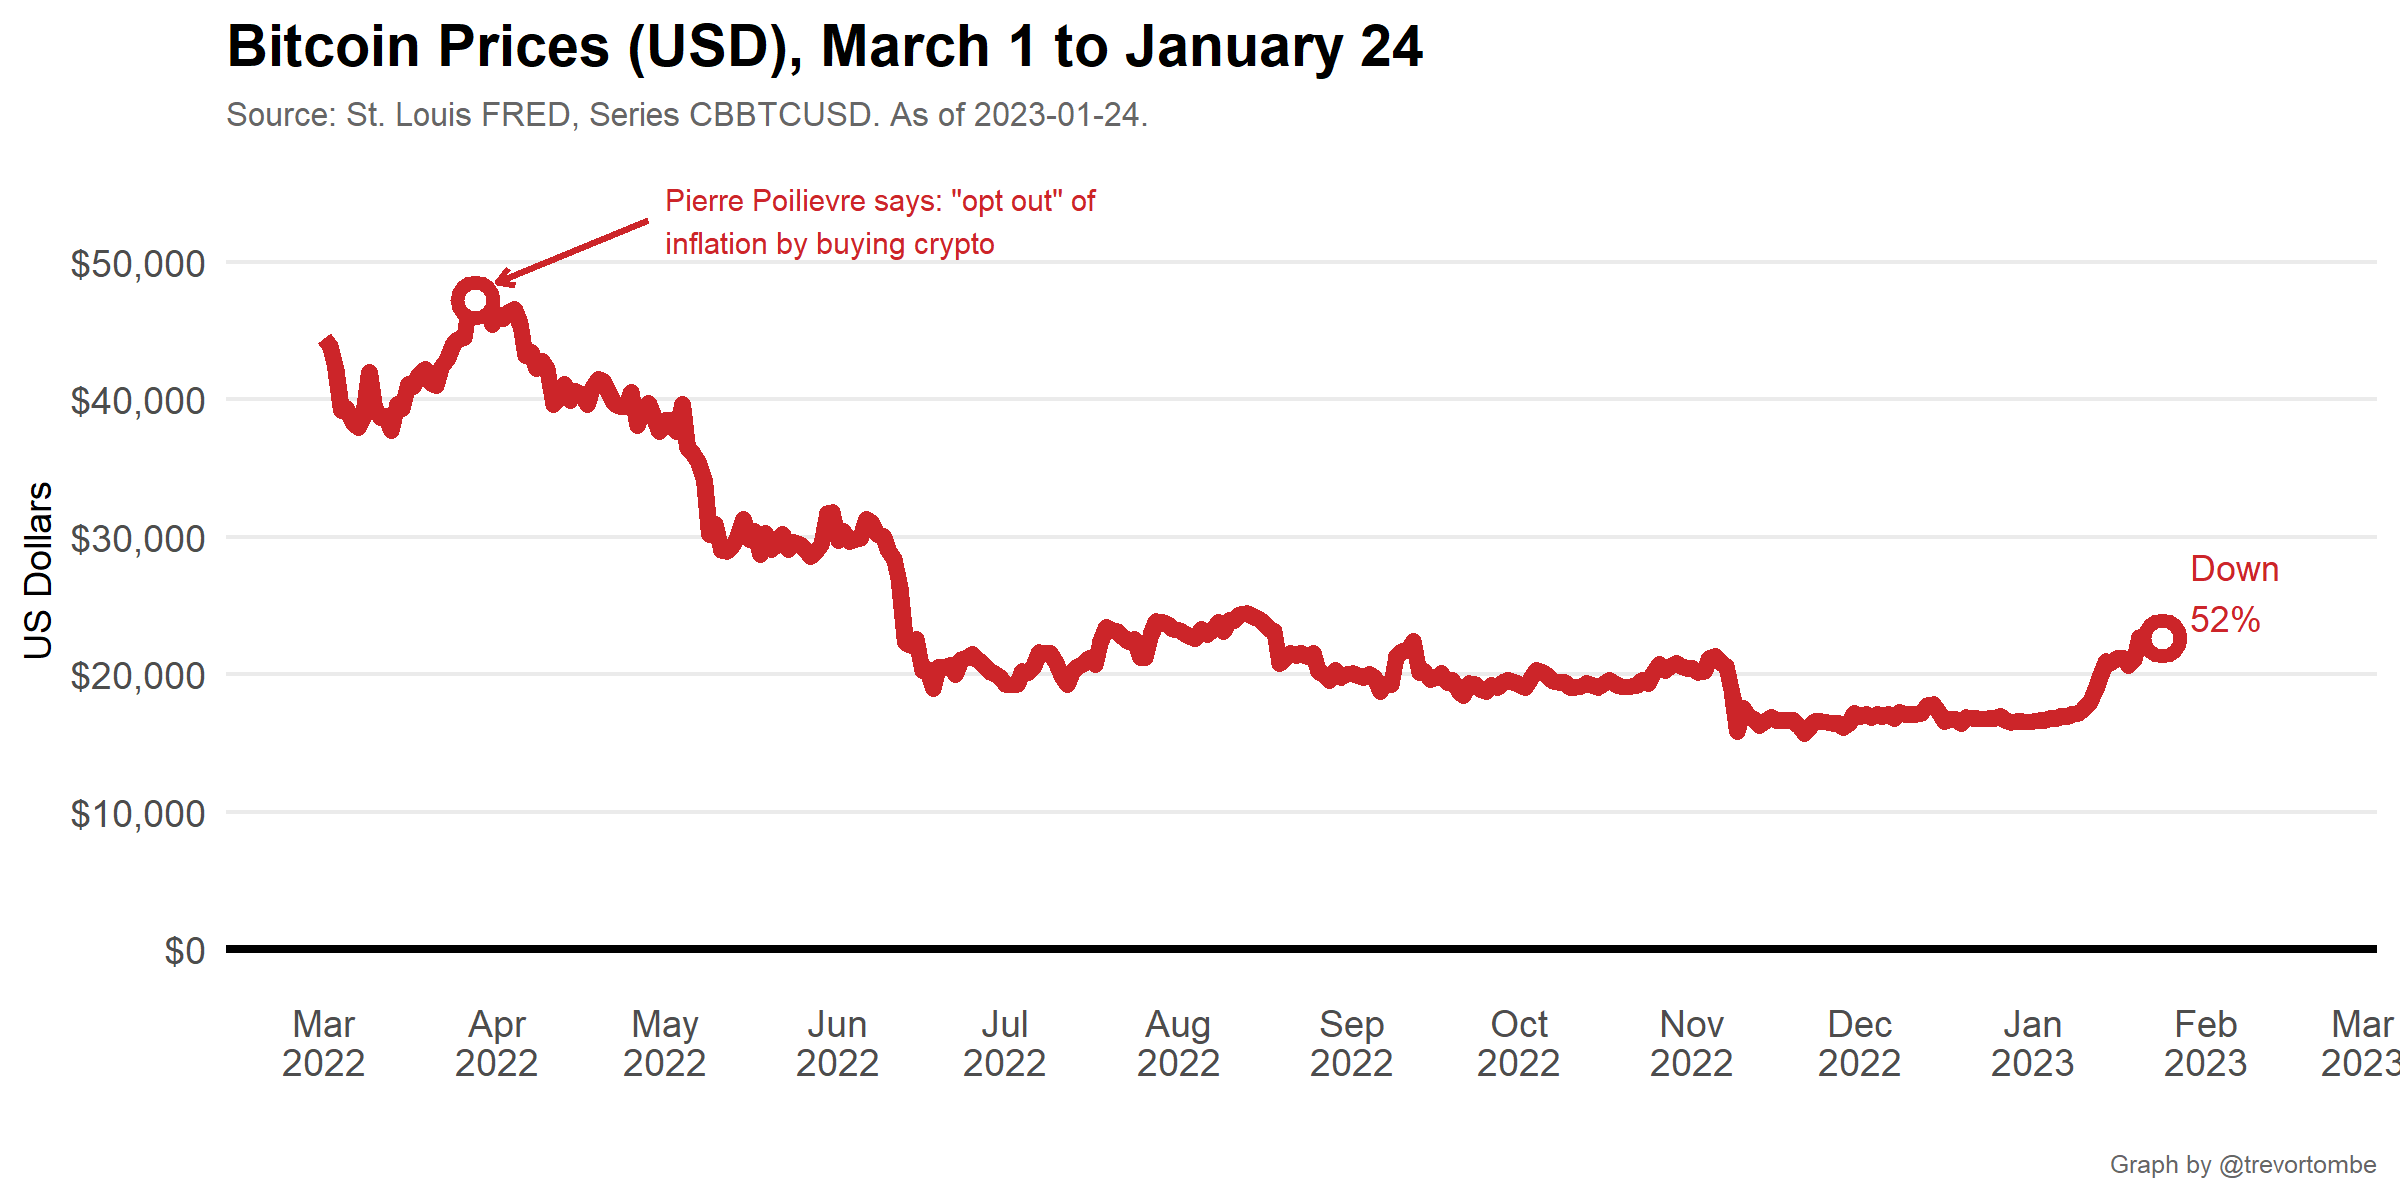 Bitcoin Prices (USD), March 1 to January 24
Source: St. Louis FRED, Series CBBTCUSD. As of 2023-01-24.
Pierre Poilievre says: "opt out" of
inflation by buying crypto
US Dollars
$50,000
$40,000
$30,000
$20,000
$10,000
$0
Down
52%
Mar 2022
Apr 2022
May 2022
Jun 2022
Jul 2022
Aug 2022
Sep 2022
Oct 2022
Nov 2022
Dec 2022
Jan 2023
Feb 2023
Mar 2023
Graph by @trevortombe